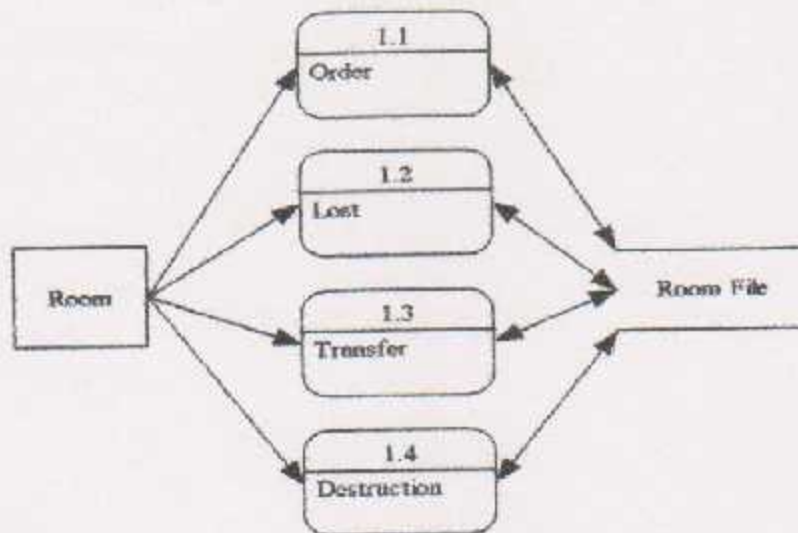 1.1
Order
1.2
Lost
Room
Room File
1.3
Transfer
1.4
Destruction